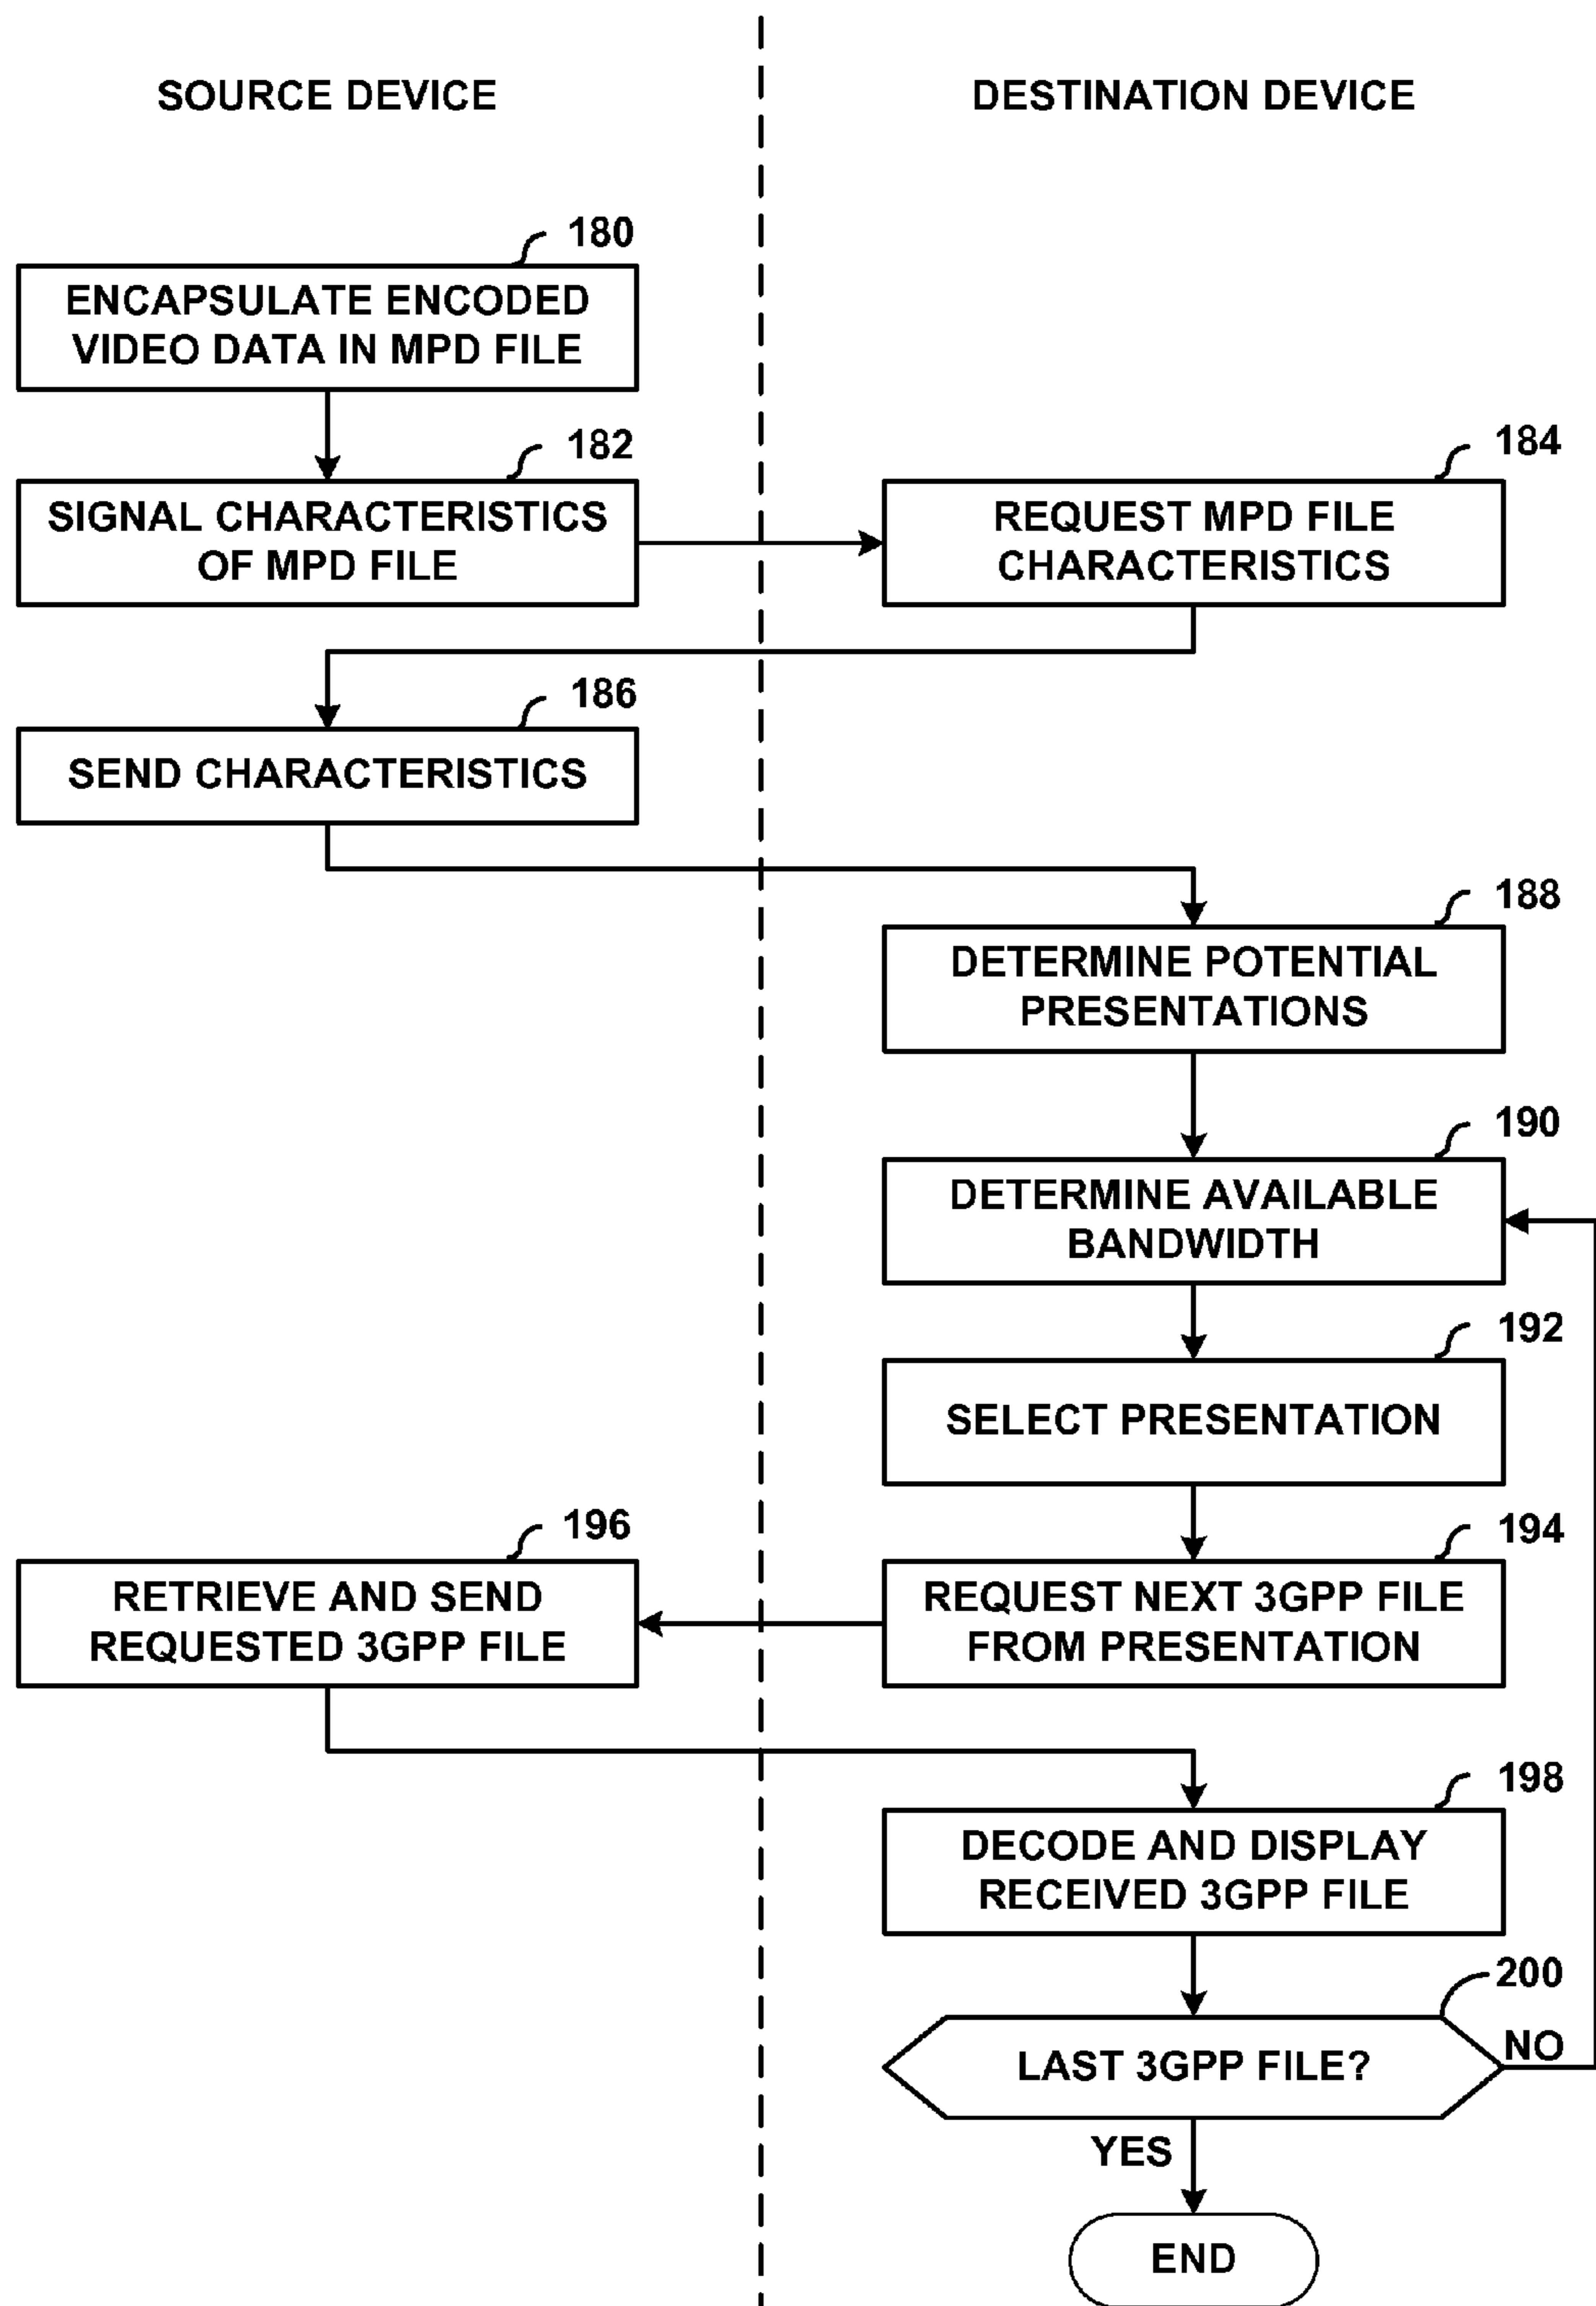 SOURCE DEVICE
DESTINATION DEVICE
180
ENCAPSULATE ENCODED
VIDEO DATA IN MPD FILE
182
SIGNAL CHARACTERISTICS
OF MPD FILE
184
REQUEST MPD FILE
CHARACTERISTICS
186
SEND CHARACTERISTICS
188
DETERMINE POTENTIAL
PRESENTATIONS
190
DETERMINE AVAILABLE
BANDWIDTH
192
SELECT PRESENTATION
194
REQUEST NEXT 3GPP FILE
FROM PRESENTATION
196
RETRIEVE AND SEND
REQUESTED 3GPP FILE
198
DECODE AND DISPLAY
RECEIVED 3GPP FILE
200
LAST 3GPP FILE?
NO
YES
END